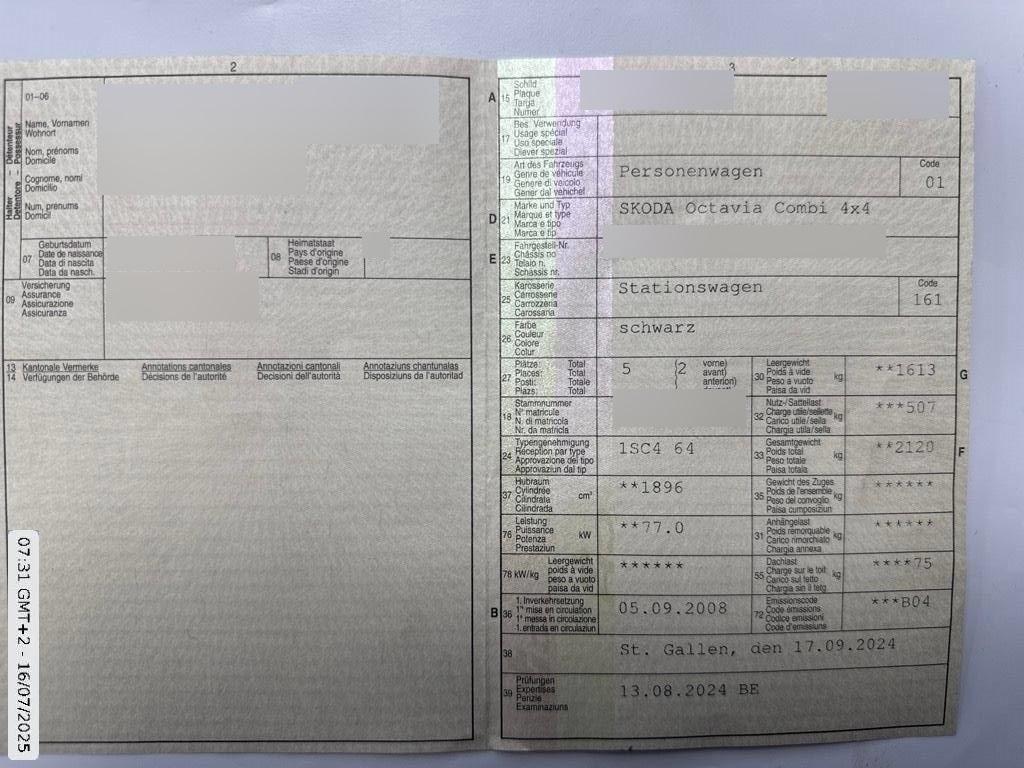 2
01-06
Name, Vornamen
Wohnort
Nom, prénoms
Domicile
Cognome, nomi
Domicilio
Num, prenums
Domicil
Halter - Détenteur
Detentore - Possessur
07
Geburtsdatum
Date de naissance
Data di nascita
Data da nasch.
08
Heimatstaat
Pays d'origine
Paese d'origine
Stadi d'origin
09
Versicherung
Assurance
Assicurazione
Assicuranza
13 Kantonale Vermerke Annotations cantonales Annotazioni cantonali Annotaziuns chantunalas
14 Verfügungen der Behörde Décisions de l'autorité Decisioni dell'autorità Disposiziuns da l'autoritad
3
A 15
Schild
Plaque
Targa
Numer
17
Bes. Verwendung
Usage spécial
Uso speciale
Diever spezial
19
Art des Fahrzeugs
Genre de véhicule
Genere di veicolo
Gener dal vehichel
Personenwagen
Code
01
D 21
Marke und Typ
Marque et type
Marca e tipo
Marca e tip
SKODA Octavia Combi 4x4
E 23
Fahrgestell-Nr.
Châssis no
Telaio n.
Schassis nr.
25
Karosserie
Carrosserie
Carrozzeria
Carossaria
Stationswagen
Code
161
26
Farbe
Couleur
Colore
Colur
schwarz
27
Plätze: Total
Places: Total
Posti: Totale
Plazs: Total
5 (2 vorne)
( avant)
( anteriori)
30
Leergewicht
Poids à vide
Peso a vuoto
Paisa da vid
kg
**1613
G
18
Stammnummer
N° matricule
N. di matricola
Nr. da matricla
32
Nutz-/Sattellast
Charge utile/sellette
Carico utile/sella
Chargia utila/sella
kg
***507
24
Typengenehmigung
Réception par type
Approvazione del tipo
Approvaziun dal tip
1SC4 64
33
Gesamtgewicht
Poids total
Peso totale
Paisa totala
kg
**2120
F
37
Hubraum
Cylindrée
Cilindrata
Cilindrada
cm³
**1896
35
Gewicht des Zuges
Poids de l'ensemble
Peso del convoglio
Paisa cumposiziun
kg
******
76
Leistung
Puissance
Potenza
Prestaziun
kW
**77.0
31
Anhängelast
Poids remorquable
Carico rimorchiato
Chargia annexa
kg
******
78 kW/kg
Leergewicht
poids à vide
peso a vuoto
paisa da vid
******
55
Dachlast
Charge sur le toit
Carico sul tetto
Chargia sin il tetg
kg
****75
B 36
1. Inverkehrsetzung
1re mise en circulation
1a messa in circolazione
1. entrada en circulaziun
05.09.2008
72
Emissionscode
Code émissions
Codice emissioni
Code d'emissiuns
***B04
38
St. Gallen, den 17.09.2024
39
Prüfungen
Expertises
Perizie
Examinaziuns
13.08.2024 BE
07:31 GMT+2 - 16/07/2025